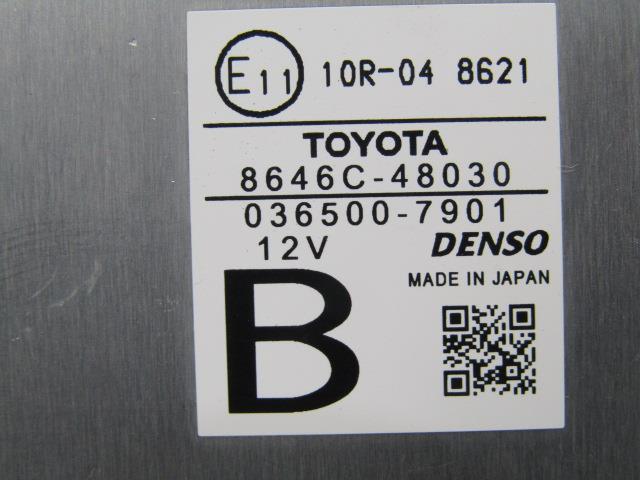 E11 10R-04 8621
TOYOTA
8646C-48030
036500-7901
12V DENSO
MADE IN JAPAN
B